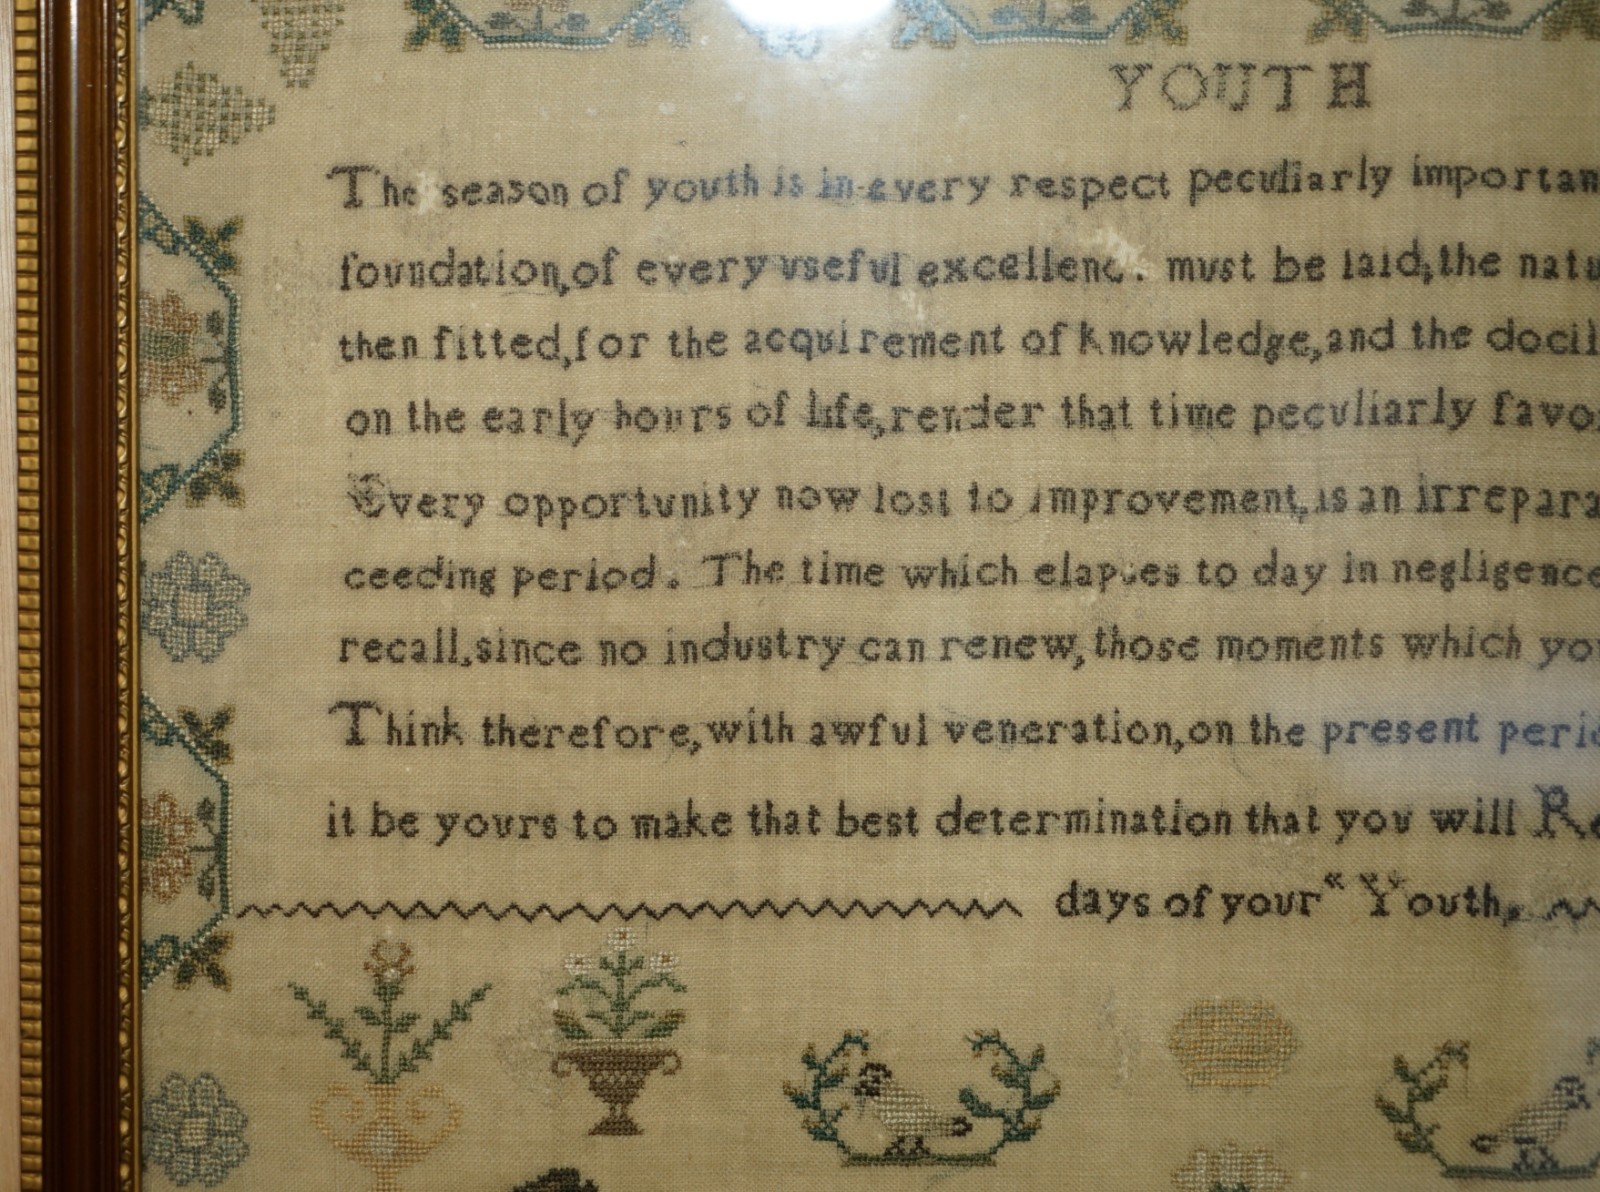 YOUTH
The season of youth is in every respect peculiarly importan
foundation, of every useful excellenc. must be laid, the natu
then fitted, for the acquirement of knowledge, and the docil
on the early hours of life, render that time peculiarly favo
Every opportunity now lost to improvement, is an irrepara
ceeding period. The time which elapses to day in negligence
recall, since no industry can renew, those moments which you
Think therefore, with awful veneration, on the present perio
it be yours to make that best determination that you will Re
days of your "Youth,